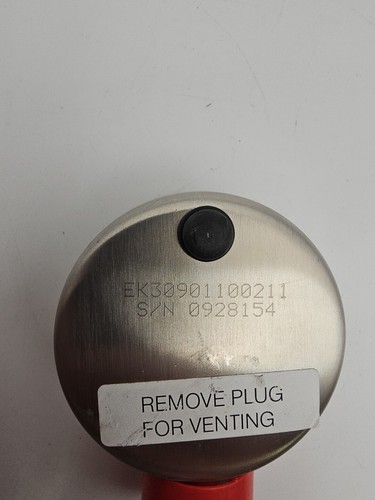 EK30901100211
S/N 0928154
REMOVE PLUG
FOR VENTING